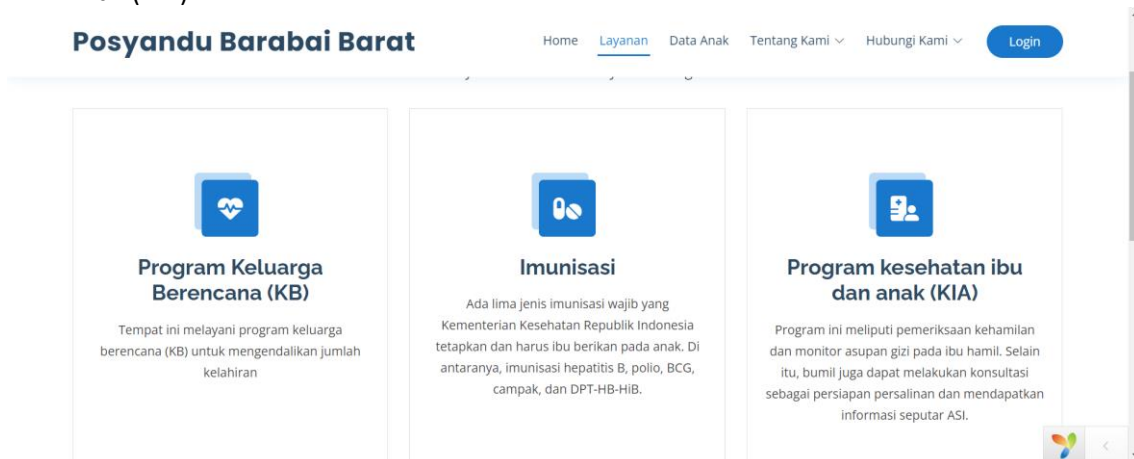 Posyandu Barabai Barat
Home Layanan Data Anak Tentang Kami Hubungi Kami Login
Program Keluarga
Berencana (KB)
Tempat ini melayani program keluarga
berencana (KB) untuk mengendalikan jumlah
kelahiran
Imunisasi
Ada lima jenis imunisasi wajib yang
Kementerian Kesehatan Republik Indonesia
tetapkan dan harus ibu berikan pada anak. Di
antaranya, imunisasi hepatitis B, polio, BCG,
campak, dan DPT-HB-HiB.
Program kesehatan ibu
dan anak (KIA)
Program ini meliputi pemeriksaan kehamilan
dan monitor asupan gizi pada ibu hamil. Selain
itu, bumil juga dapat melakukan konsultasi
sebagai persiapan persalinan dan mendapatkan
informasi seputar ASI.